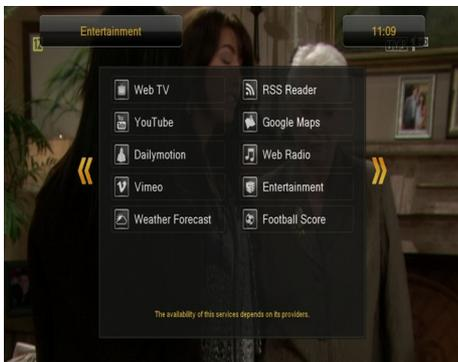 Entertainment
11:09
Web TV
RSS Reader
YouTube
Google Maps
Dailymotion
Web Radio
Vimeo
Entertainment
Weather Forecast
Football Score
The availability of this services depends on its providers.